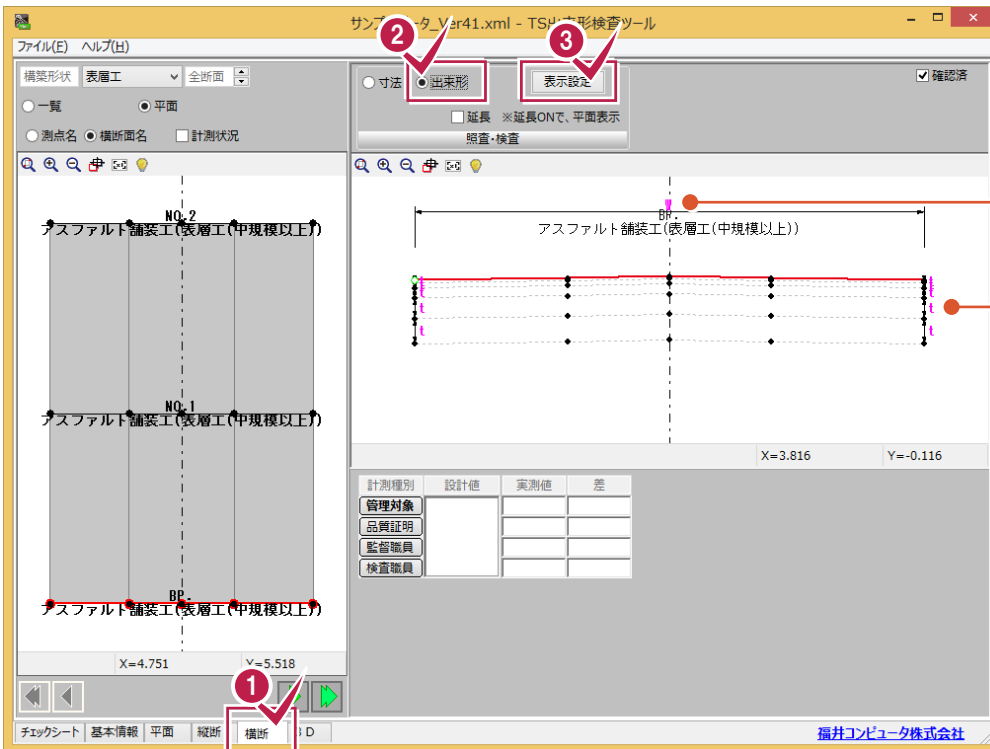 サンプ ータ_Ver41.xml - TS出来形検査ツール
ファイル(F) ヘルプ(H)
2
3
構築形状 表層工 全断面
一覧 平面
測点名 横断面名 計測状況
寸法 出来形 表示設定 確認済
延長 ※延長ONで、平面表示
照査・検査
NO.2
アスファルト舗装工(表層工(中規模以上))
NO.1
アスファルト舗装工(表層工(中規模以上))
BP.
アスファルト舗装工(表層工(中規模以上))
X=4.751 Y=5.518
W
BP.
アスファルト舗装工(表層工(中規模以上))
t t
t t
t t
X=3.816 Y=-0.116
計測種別 設計値 実測値 差
管理対象
品質証明
監督職員
検査職員
1
チェックシート 基本情報 平面 縦断 横断 3D
福井コンピュータ株式会社